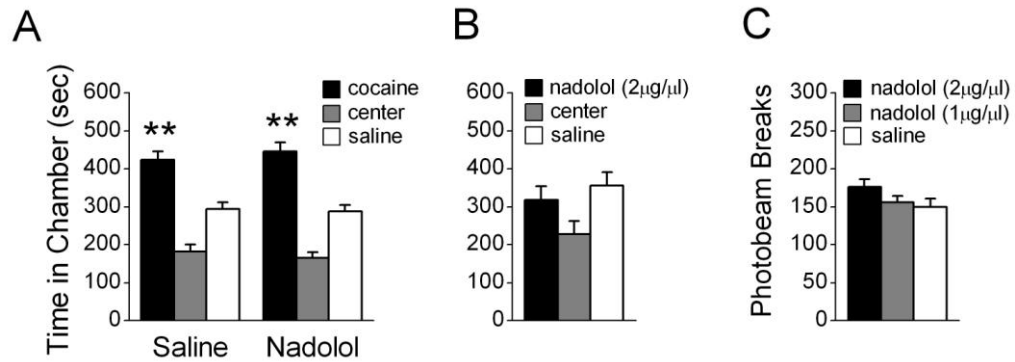 A
Time in Chamber (sec)
cocaine
center
saline
600
500
400
300
200
100
0
**
**
Saline
Nadolol
B
nadolol (2µg/µl)
center
saline
600
500
400
300
200
100
0
C
Photobeam Breaks
nadolol (2µg/µl)
nadolol (1µg/µl)
saline
300
250
200
150
100
50
0